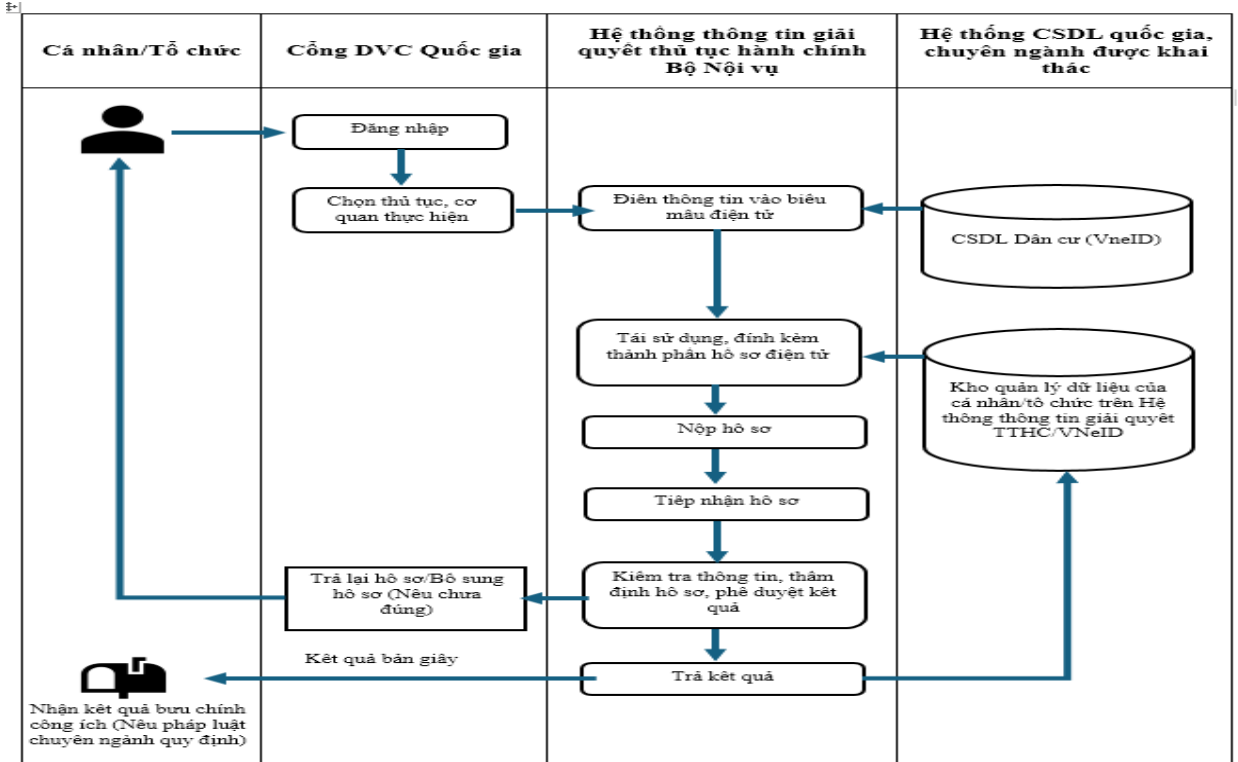 Cá nhân/Tổ chức
Cổng DVC Quốc gia
Hệ thống thông tin giải
quyết thủ tục hành chính
Bộ Nội vụ
Hệ thống CSDL quốc gia,
chuyên ngành được khai
thác
Đăng nhập
Chọn thủ tục, cơ
quan thực hiện
Điền thông tin vào biểu
mẫu điện tử
CSDL Dân cư (VneID)
Tái sử dụng, đính kèm
thành phần hồ sơ điện tử
Kho quản lý dữ liệu của
cá nhân/tổ chức trên Hệ
thống thông tin giải quyết
TTHC/VNeID
Nộp hồ sơ
Tiếp nhận hồ sơ
Kiểm tra thông tin, thẩm
định hồ sơ, phê duyệt kết
quả
Trả lại hồ sơ/Bổ sung
hồ sơ (Nếu chưa
đúng)
Kết quả bản giấy
Trả kết quả
Nhận kết quả bưu chính
công ích (Nếu pháp luật
chuyên ngành quy định)